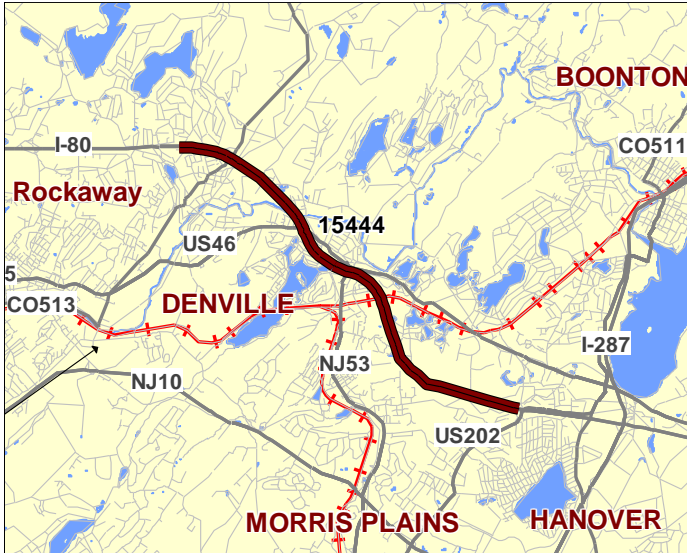 BOONTON
I-80
CO511
Rockaway
15444
US46
5
CO513
DENVILLE
I-287
NJ53
NJ10
US202
MORRIS PLAINS
HANOVER